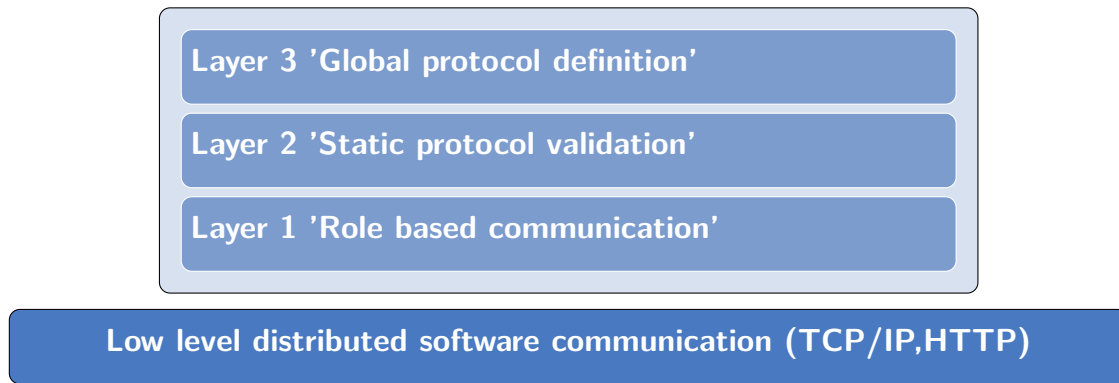 Layer 3 ’Global protocol definition’
Layer 2 ’Static protocol validation’
Layer 1 ’Role based communication’
Low level distributed software communication (TCP/IP,HTTP)